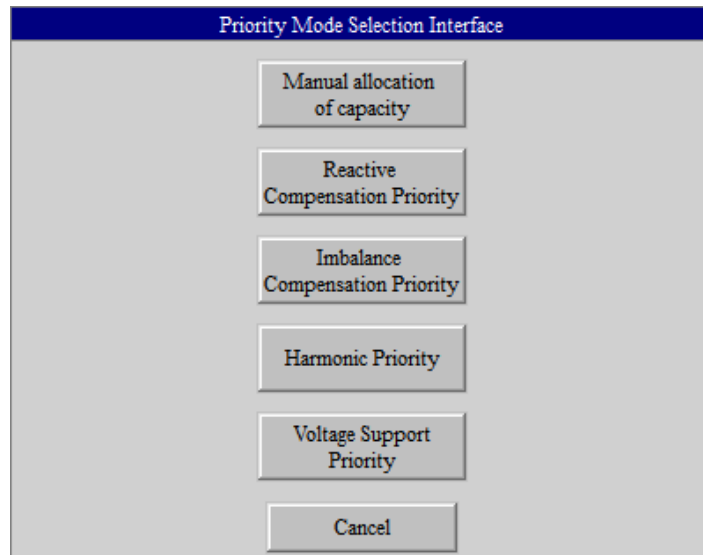 Priority Mode Selection Interface
Manual allocation
of capacity
Reactive
Compensation Priority
Imbalance
Compensation Priority
Harmonic Priority
Voltage Support
Priority
Cancel